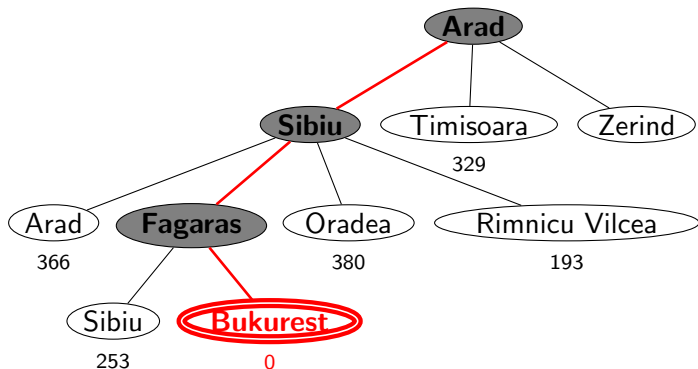 Arad
Sibiu Timisoara Zerind
329
Arad Fagaras Oradea Rimnicu Vilcea
366 380 193
Sibiu Bukurest
253 0